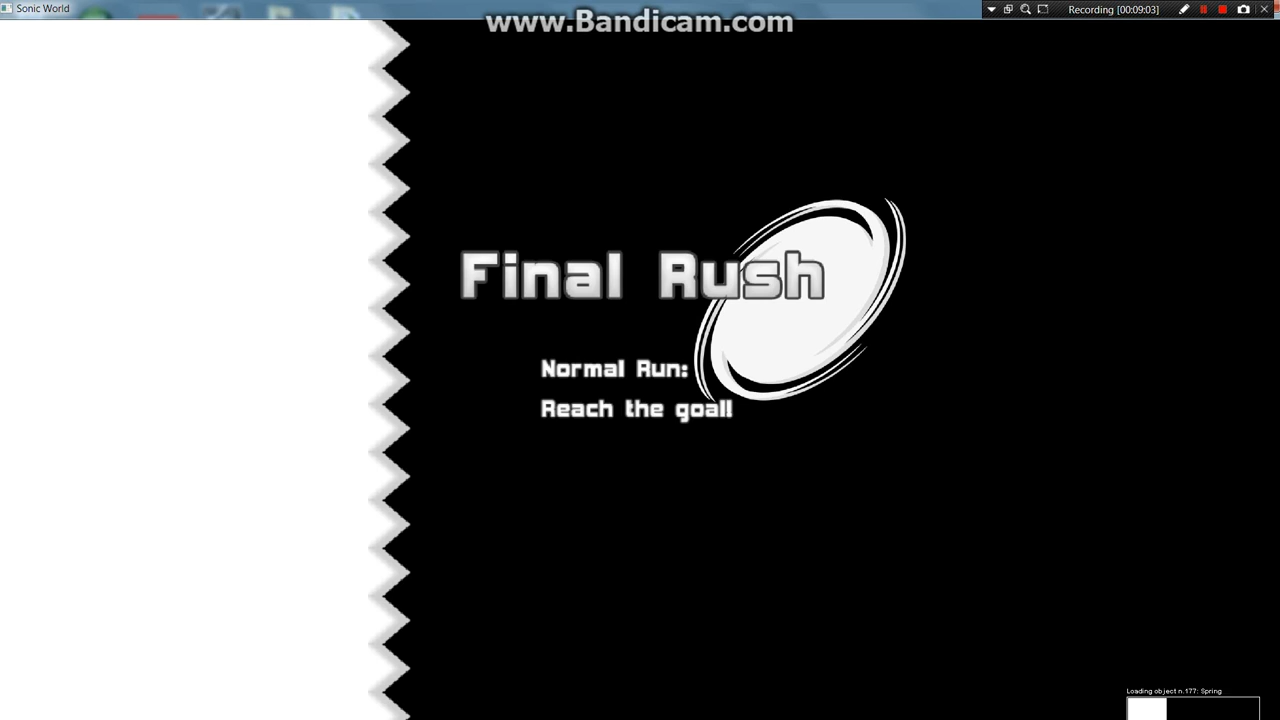 Sonic World
www.Bandicam.com
Recording [00:09:03]
Final Rush
Normal Run:
Reach the goal!
Loading object n.177: Spring